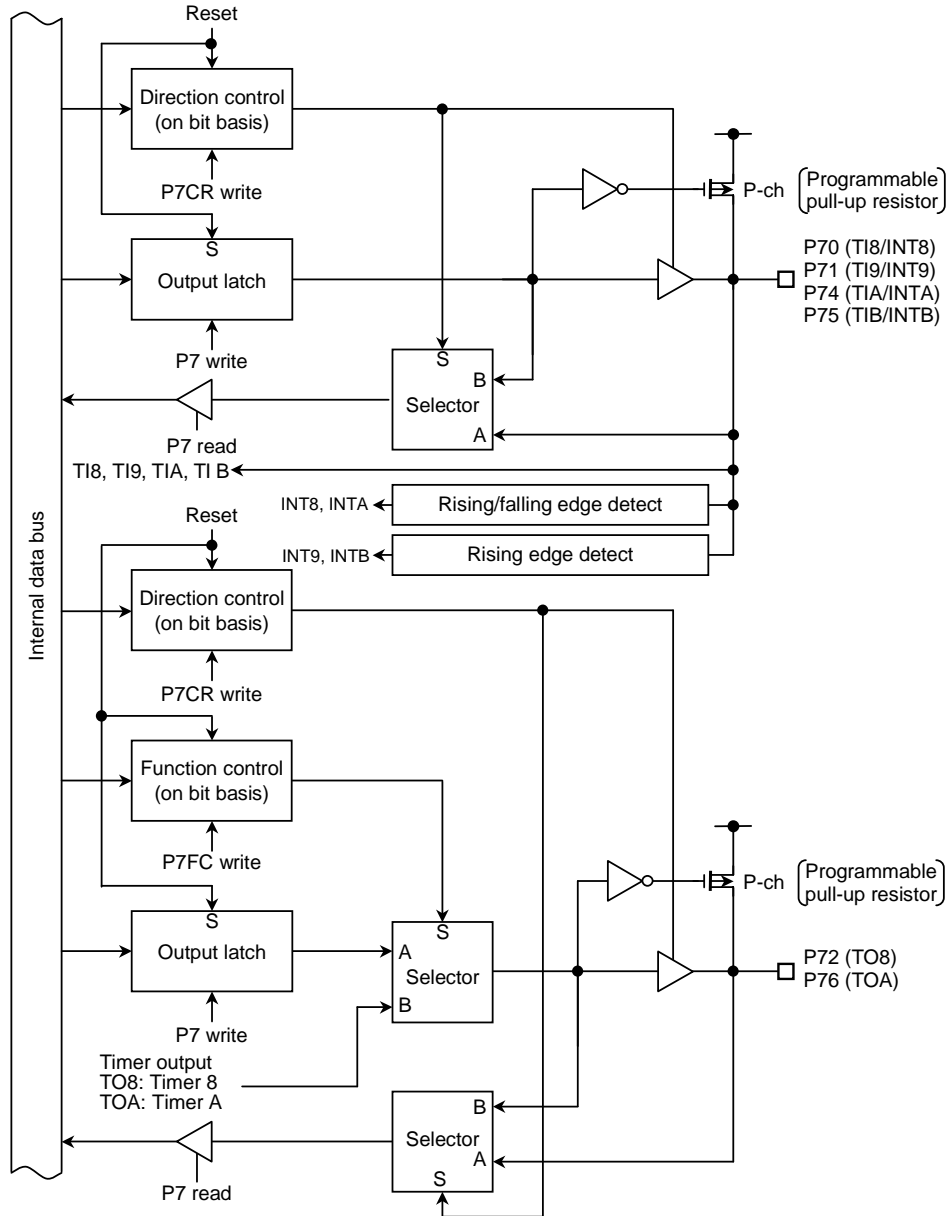 Reset
Direction control
(on bit basis)
P7CR write
P-ch
Programmable
pull-up resistor
S
Output latch
P7 write
P70 (TI8/INT8)
P71 (TI9/INT9)
P74 (TIA/INTA)
P75 (TIB/INTB)
S
B
Selector
A
P7 read
TI8, TI9, TIA, TI B
INT8, INTA
Rising/falling edge detect
INT9, INTB
Rising edge detect
Internal data bus
Reset
Direction control
(on bit basis)
P7CR write
Function control
(on bit basis)
P7FC write
P-ch
Programmable
pull-up resistor
S
Output latch
P7 write
S
A
Selector
B
P72 (TO8)
P76 (TOA)
Timer output
TO8: Timer 8
TOA: Timer A
B
Selector
A
S
P7 read